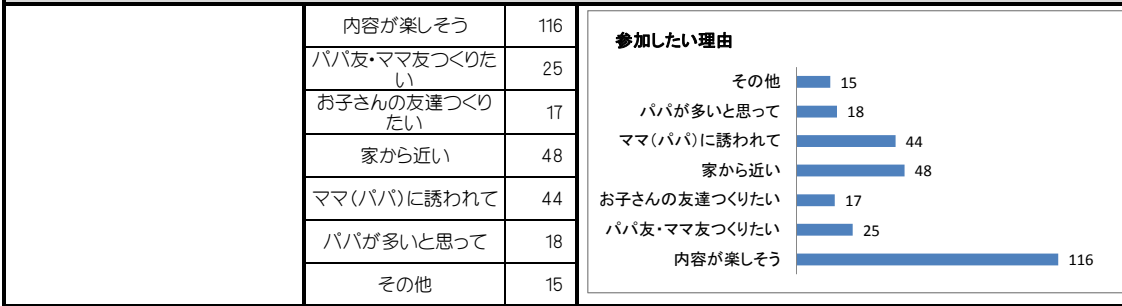 内容が楽しそう 116
パパ友・ママ友つくりた
い 25
お子さんの友達つくり
たい 17
家から近い 48
ママ(パパ)に誘われて 44
パパが多いと思って 18
その他 15
参加したい理由
その他 15
パパが多いと思って 18
ママ(パパ)に誘われて 44
家から近い 48
お子さんの友達つくりたい 17
パパ友・ママ友つくりたい 25
内容が楽しそう 116